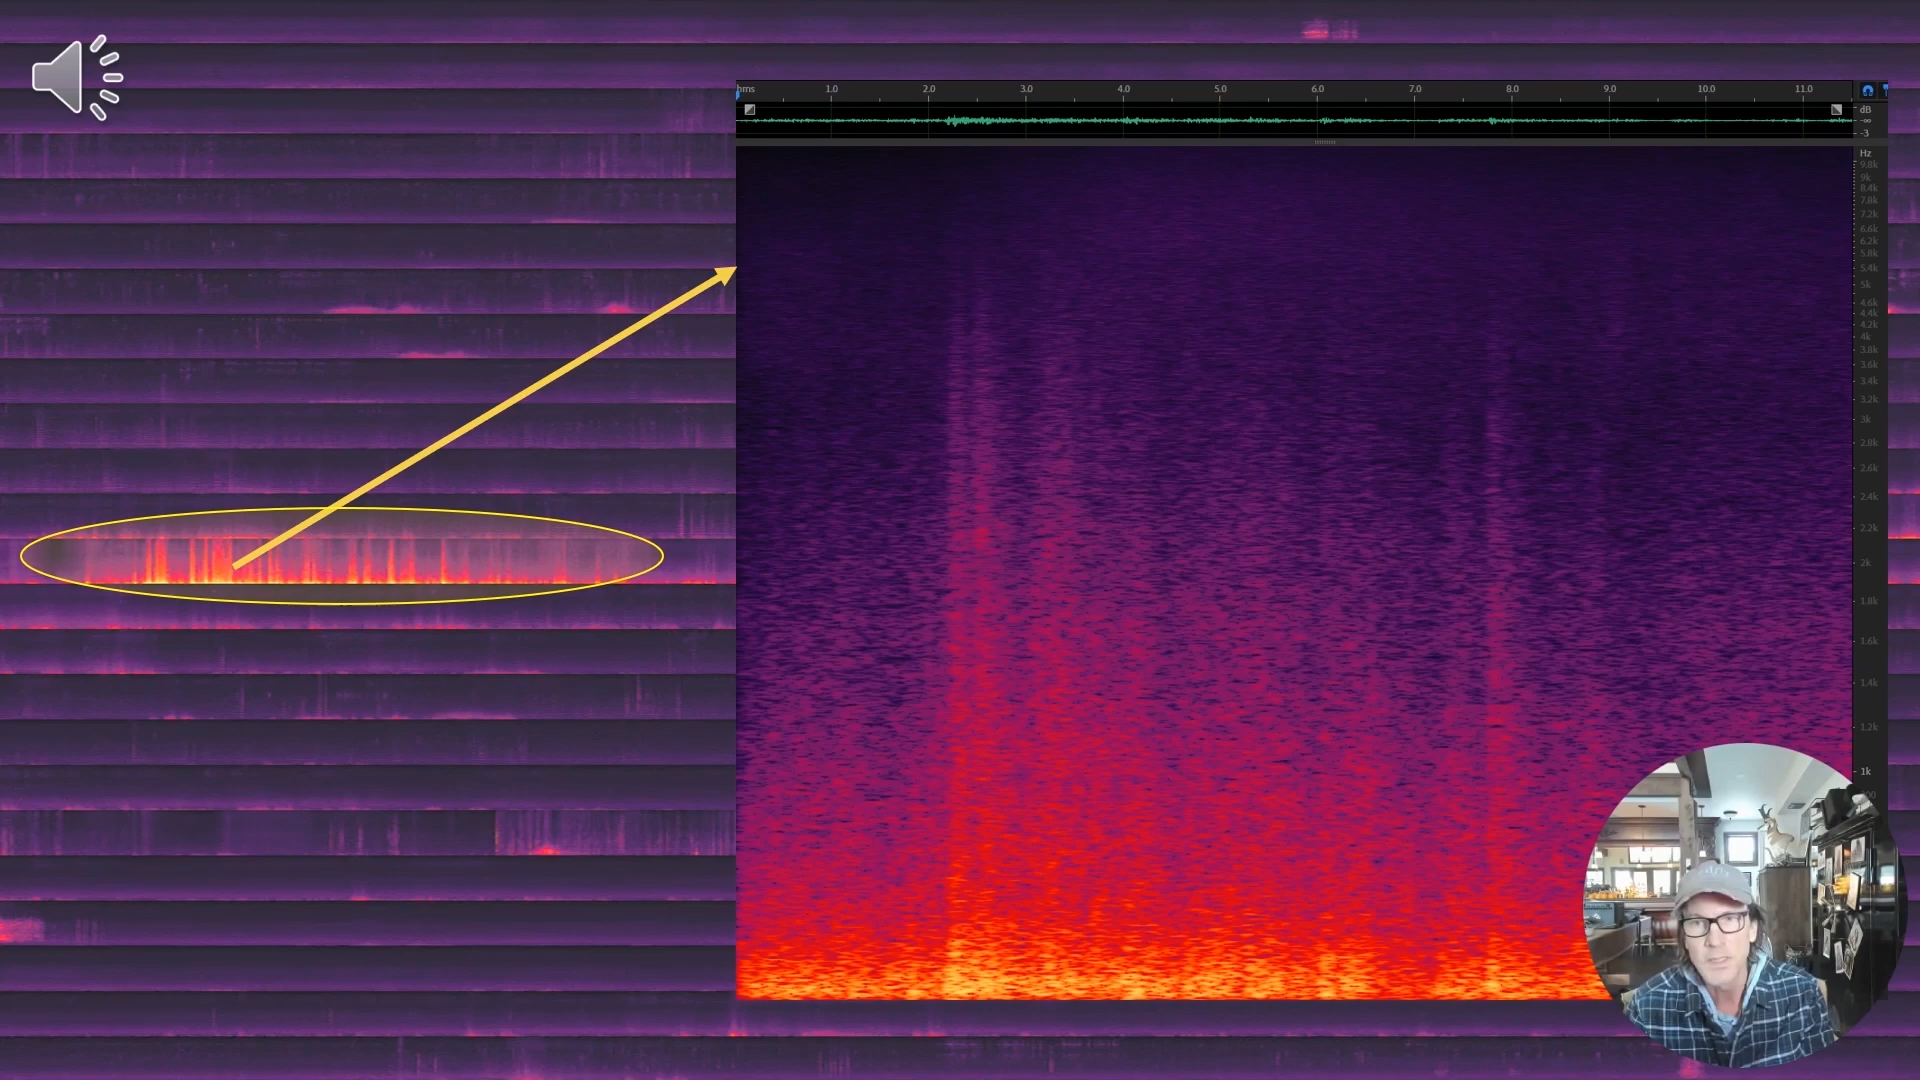 hms 1.0 2.0 3.0 4.0 5.0 6.0 7.0 8.0 9.0 10.0 11.0
dB
-∞
-3
Hz
9.8k
9k
8.4k
7.8k
7.2k
6.6k
6.2k
5.8k
5.4k
5k
4.6k
4.4k
4.2k
4k
3.8k
3.6k
3.4k
3.2k
3k
2.8k
2.6k
2.4k
2.2k
2k
1.8k
1.6k
1.4k
1.2k
1k